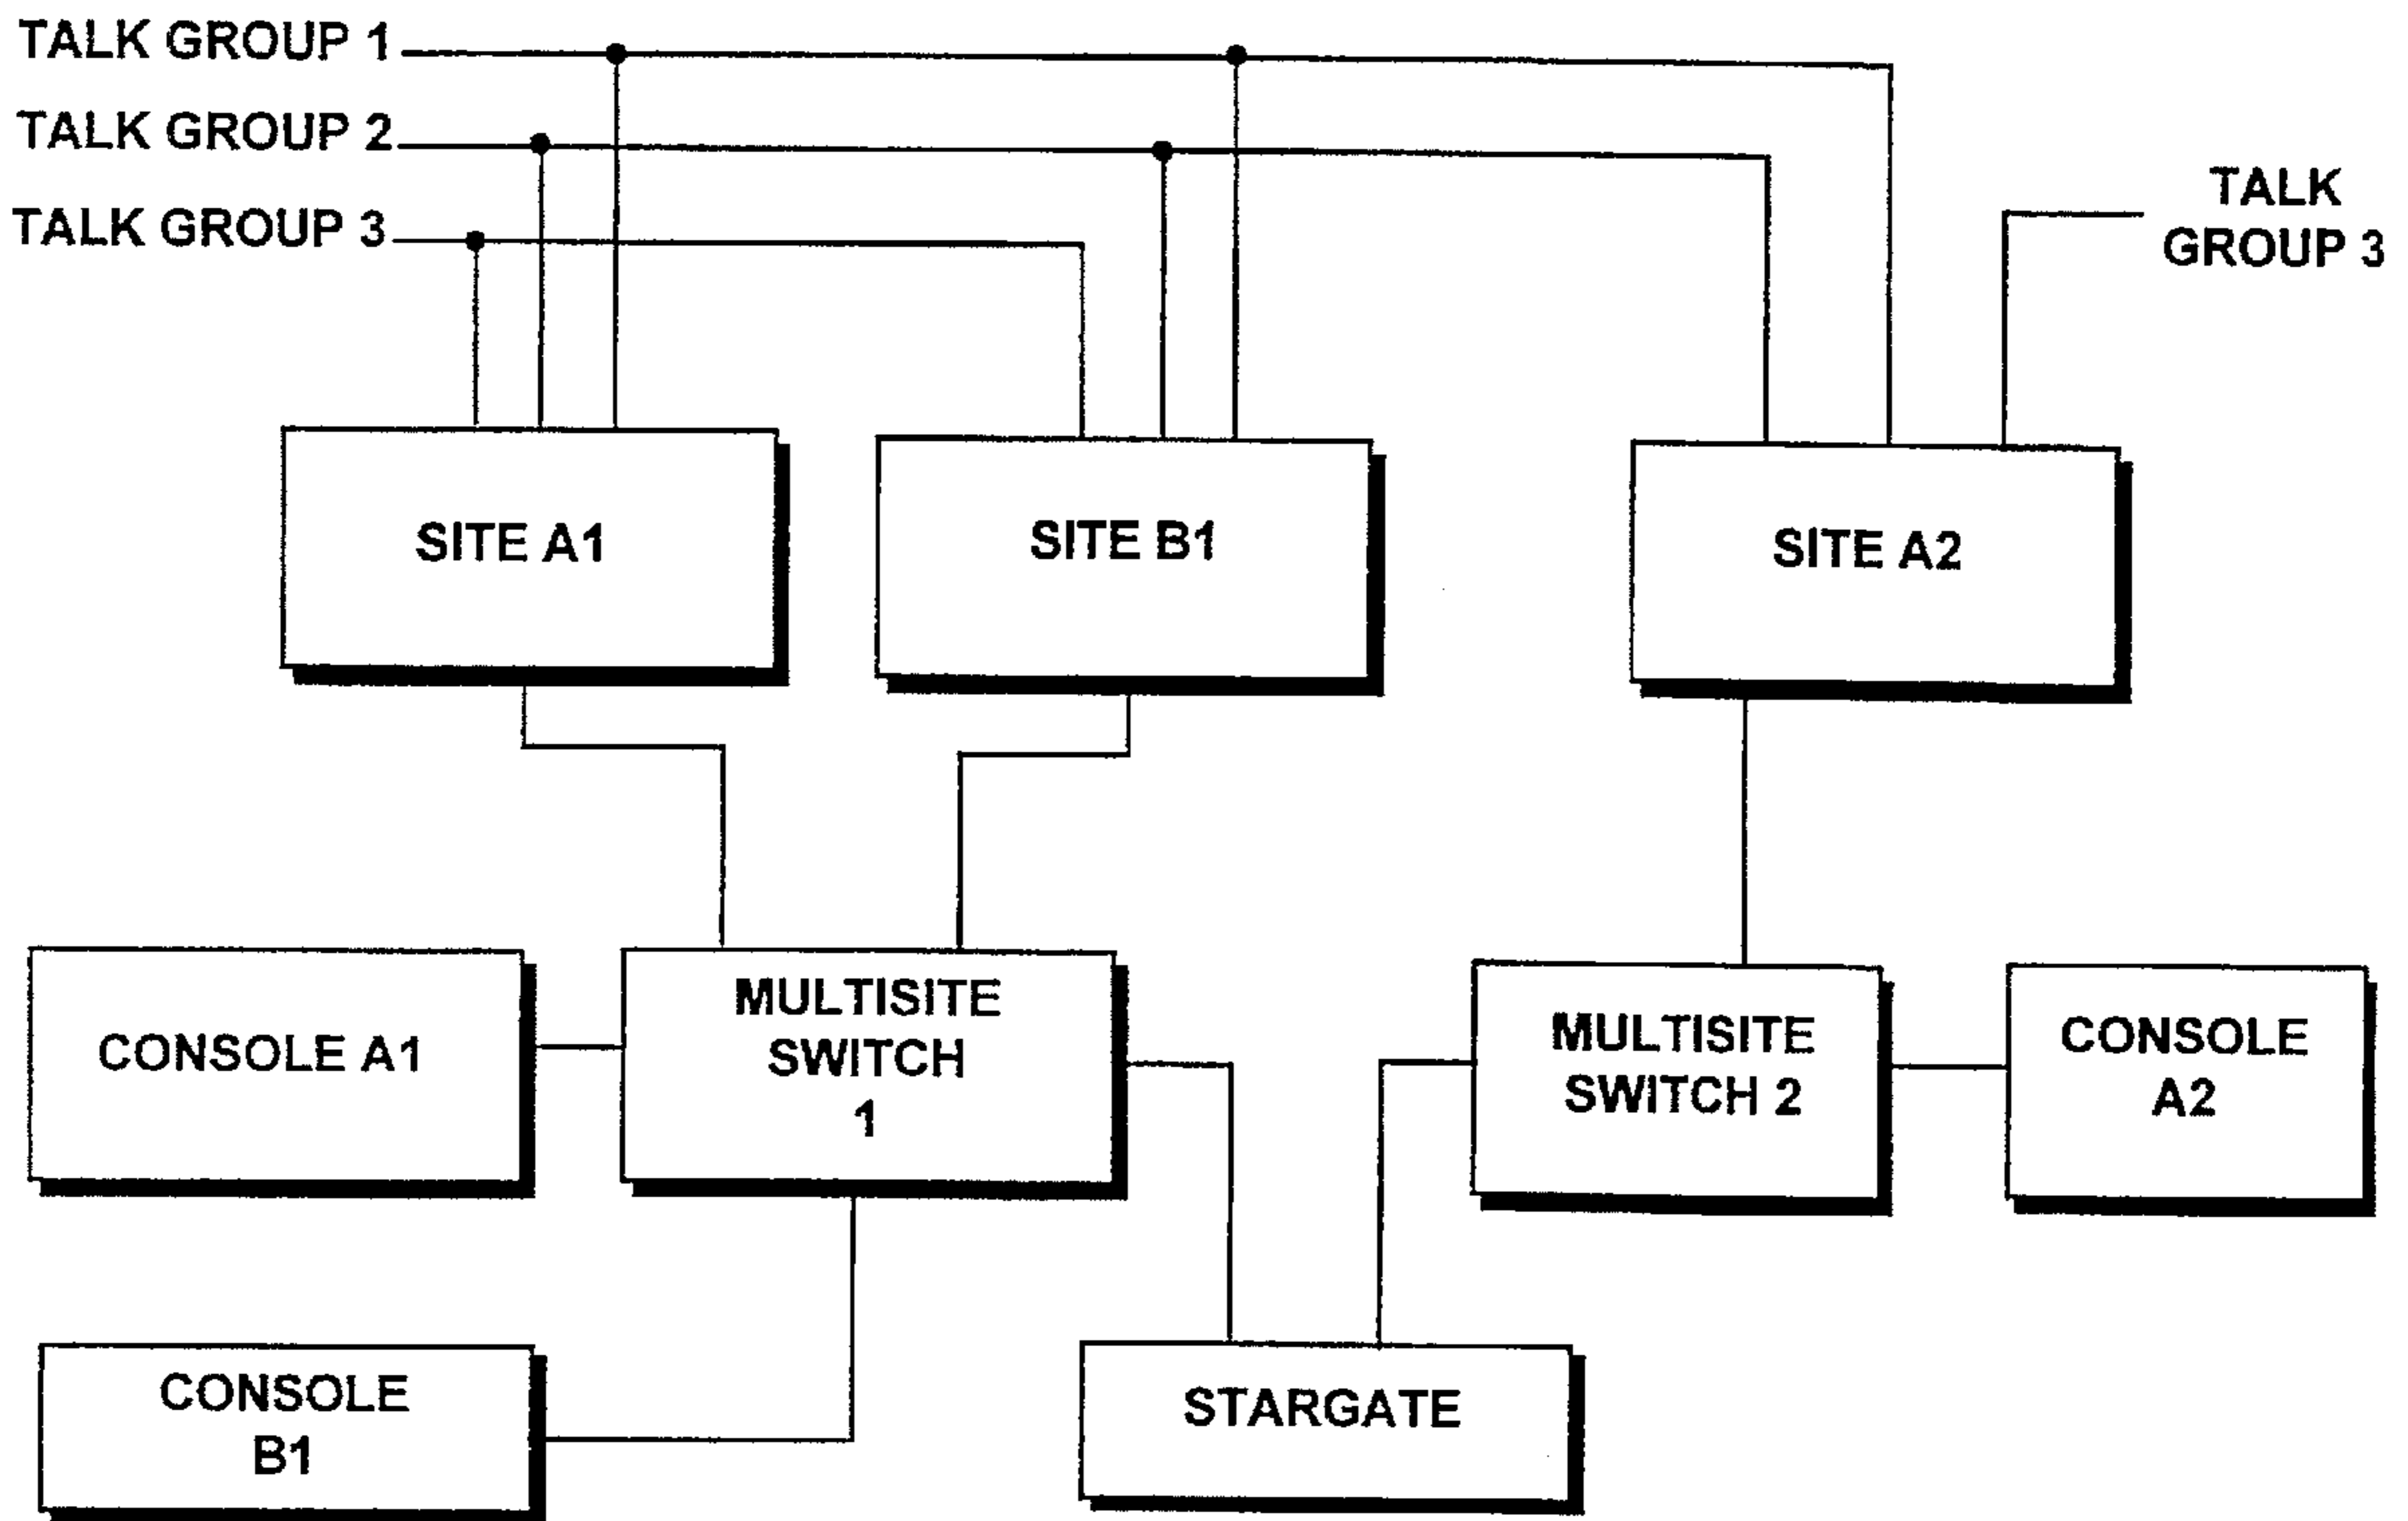 TALK GROUP 1
TALK GROUP 2
TALK GROUP 3
TALK
GROUP 3
SITE A1
SITE B1
SITE A2
CONSOLE A1
MULTISITE
SWITCH
1
MULTISITE
SWITCH 2
CONSOLE
A2
CONSOLE
B1
STARGATE